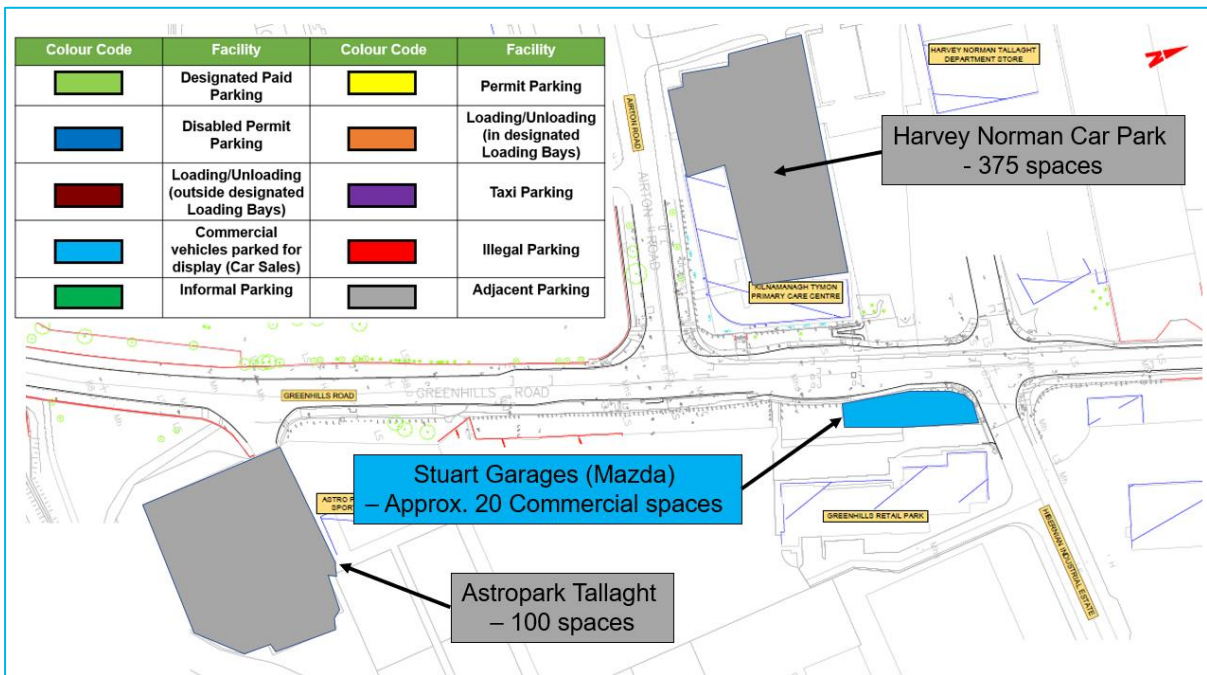 Colour Code Facility Colour Code Facility
Designated Paid
Parking
Permit Parking
Disabled Permit
Parking
Loading/Unloading
(in designated
Loading Bays)
Loading/Unloading
(outside designated
Loading Bays)
Taxi Parking
Commercial
vehicles parked for
display (Car Sales)
Illegal Parking
Informal Parking
Adjacent Parking
HARVEY NORMAN TALLAGHT
DEPARTMENT STORE
N
AIRTON ROAD
AIRTON ROAD
Harvey Norman Car Park
- 375 spaces
KILNAMANAGH TYMON
PRIMARY CARE CENTRE
GREENHILLS ROAD
GREENHILLS ROAD
Stuart Garages (Mazda)
– Approx. 20 Commercial spaces
ASTRO
SPOR
GREENHILLS RETAIL PARK
HIBERNIAN INDUSTRIAL ESTATE
Astropark Tallaght
– 100 spaces